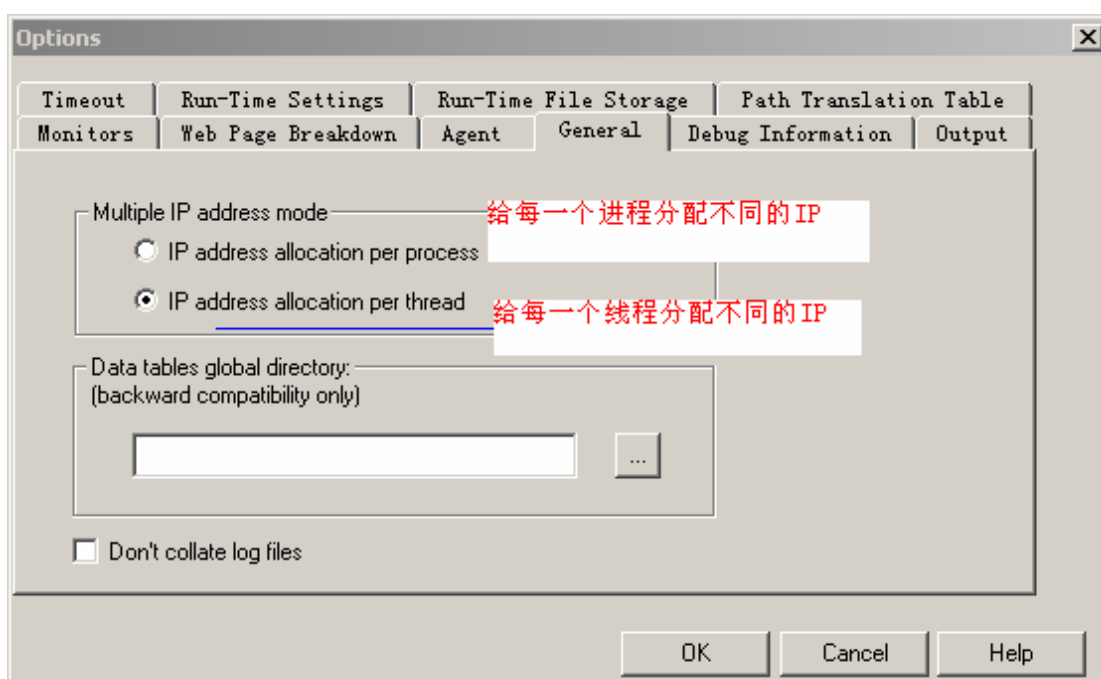 Options
Timeout Run-Time Settings Run-Time File Storage Path Translation Table
Monitors Web Page Breakdown Agent General Debug Information Output
Multiple IP address mode
给每一个进程分配不同的IP
IP address allocation per process
IP address allocation per thread
给每一个线程分配不同的IP
Data tables global directory:
(backward compatibility only)
...
Don't collate log files
OK Cancel Help